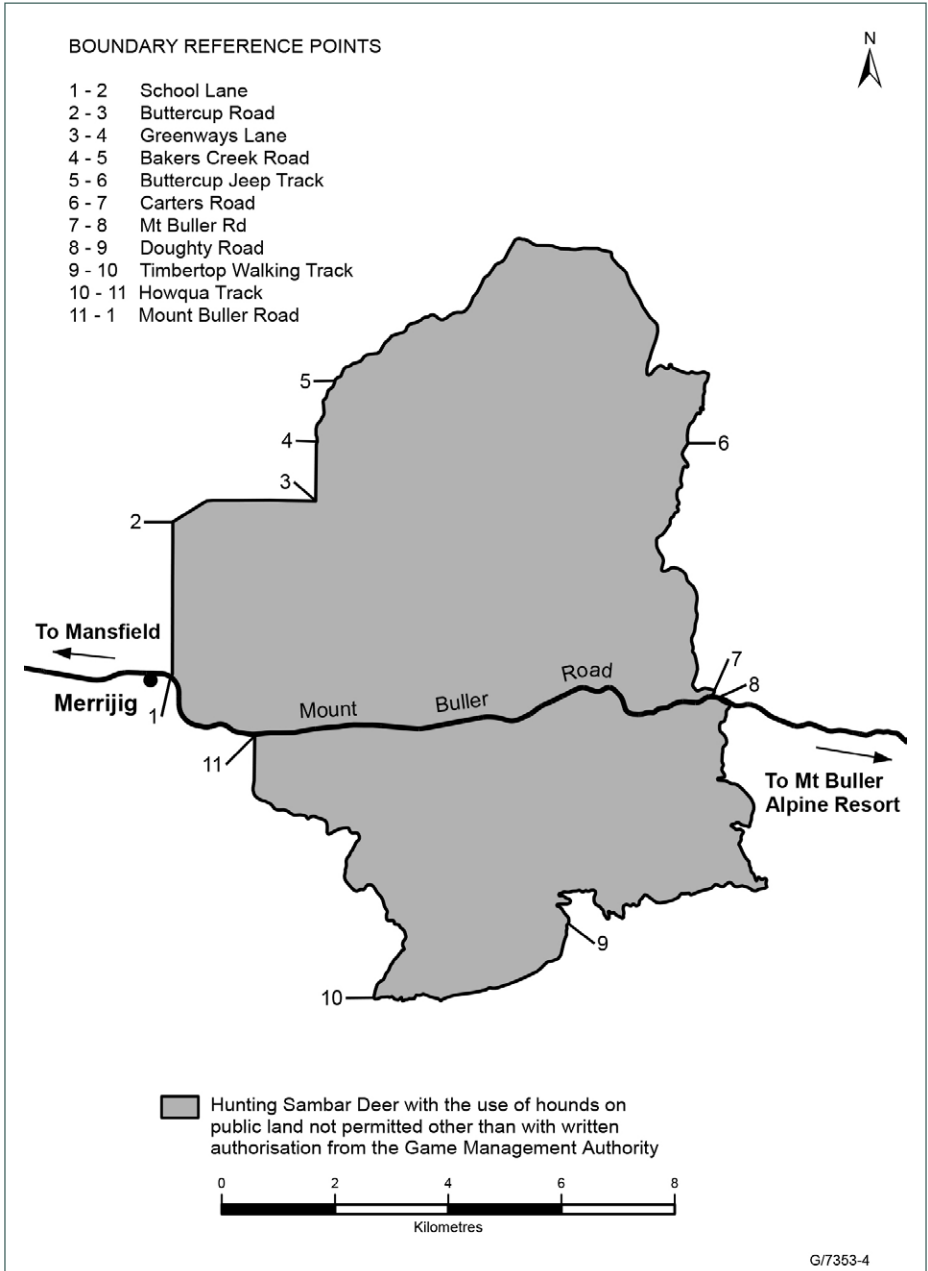 BOUNDARY REFERENCE POINTS
N
1 - 2 School Lane
2 - 3 Buttercup Road
3 - 4 Greenways Lane
4 - 5 Bakers Creek Road
5 - 6 Buttercup Jeep Track
6 - 7 Carters Road
7 - 8 Mt Buller Rd
8 - 9 Doughty Road
9 - 10 Timbertop Walking Track
10 - 11 Howqua Track
11 - 1 Mount Buller Road
5
4
6
3
2
To Mansfield
Merrijig
1
Mount Buller Road
7
8
11
To Mt Buller
Alpine Resort
9
10
Hunting Sambar Deer with the use of hounds on
public land not permitted other than with written
authorisation from the Game Management Authority
0 2 4 6 8
Kilometres
G/7353-4